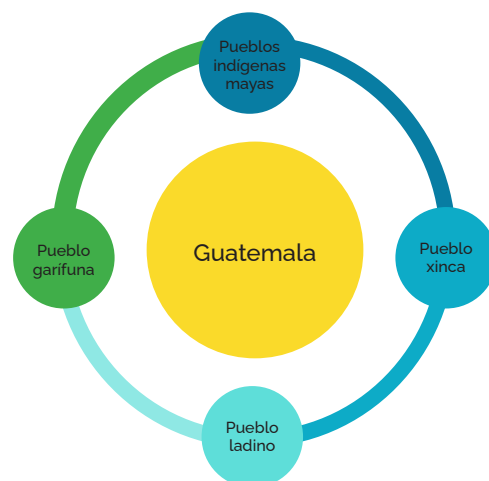 Pueblos
indígenas
mayas
Pueblo
garífuna
Guatemala
Pueblo
xinca
Pueblo
ladino